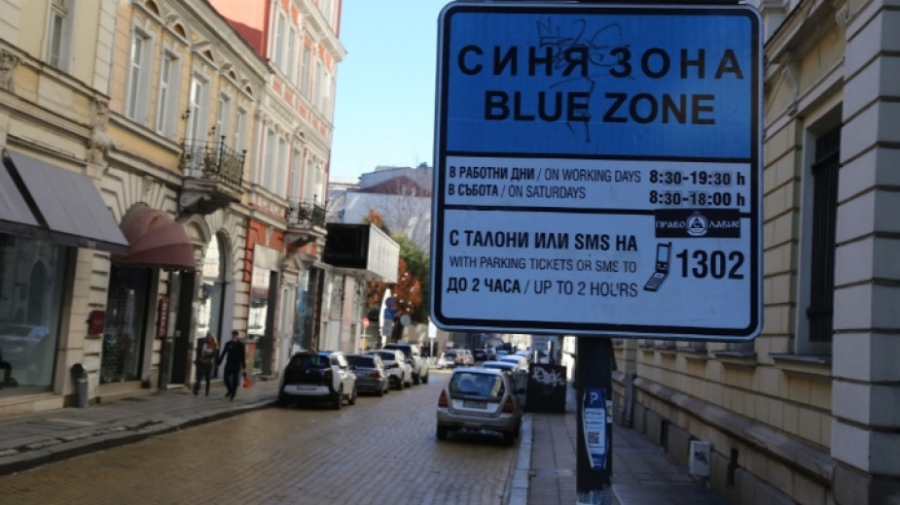 СИНЯ ЗОНА
BLUE ZONE
В РАБОТНИ ДНИ / ON WORKING DAYS 8:30-19:30 h
В СЪБОТА / ON SATURDAYS 8:30-18:00 h
ПРАВО СЛАВИЕ
С ТАЛОНИ ИЛИ SMS НА
WITH PARKING TICKETS OR SMS TO 1302
ДО 2 ЧАСА / UP TO 2 HOURS
P